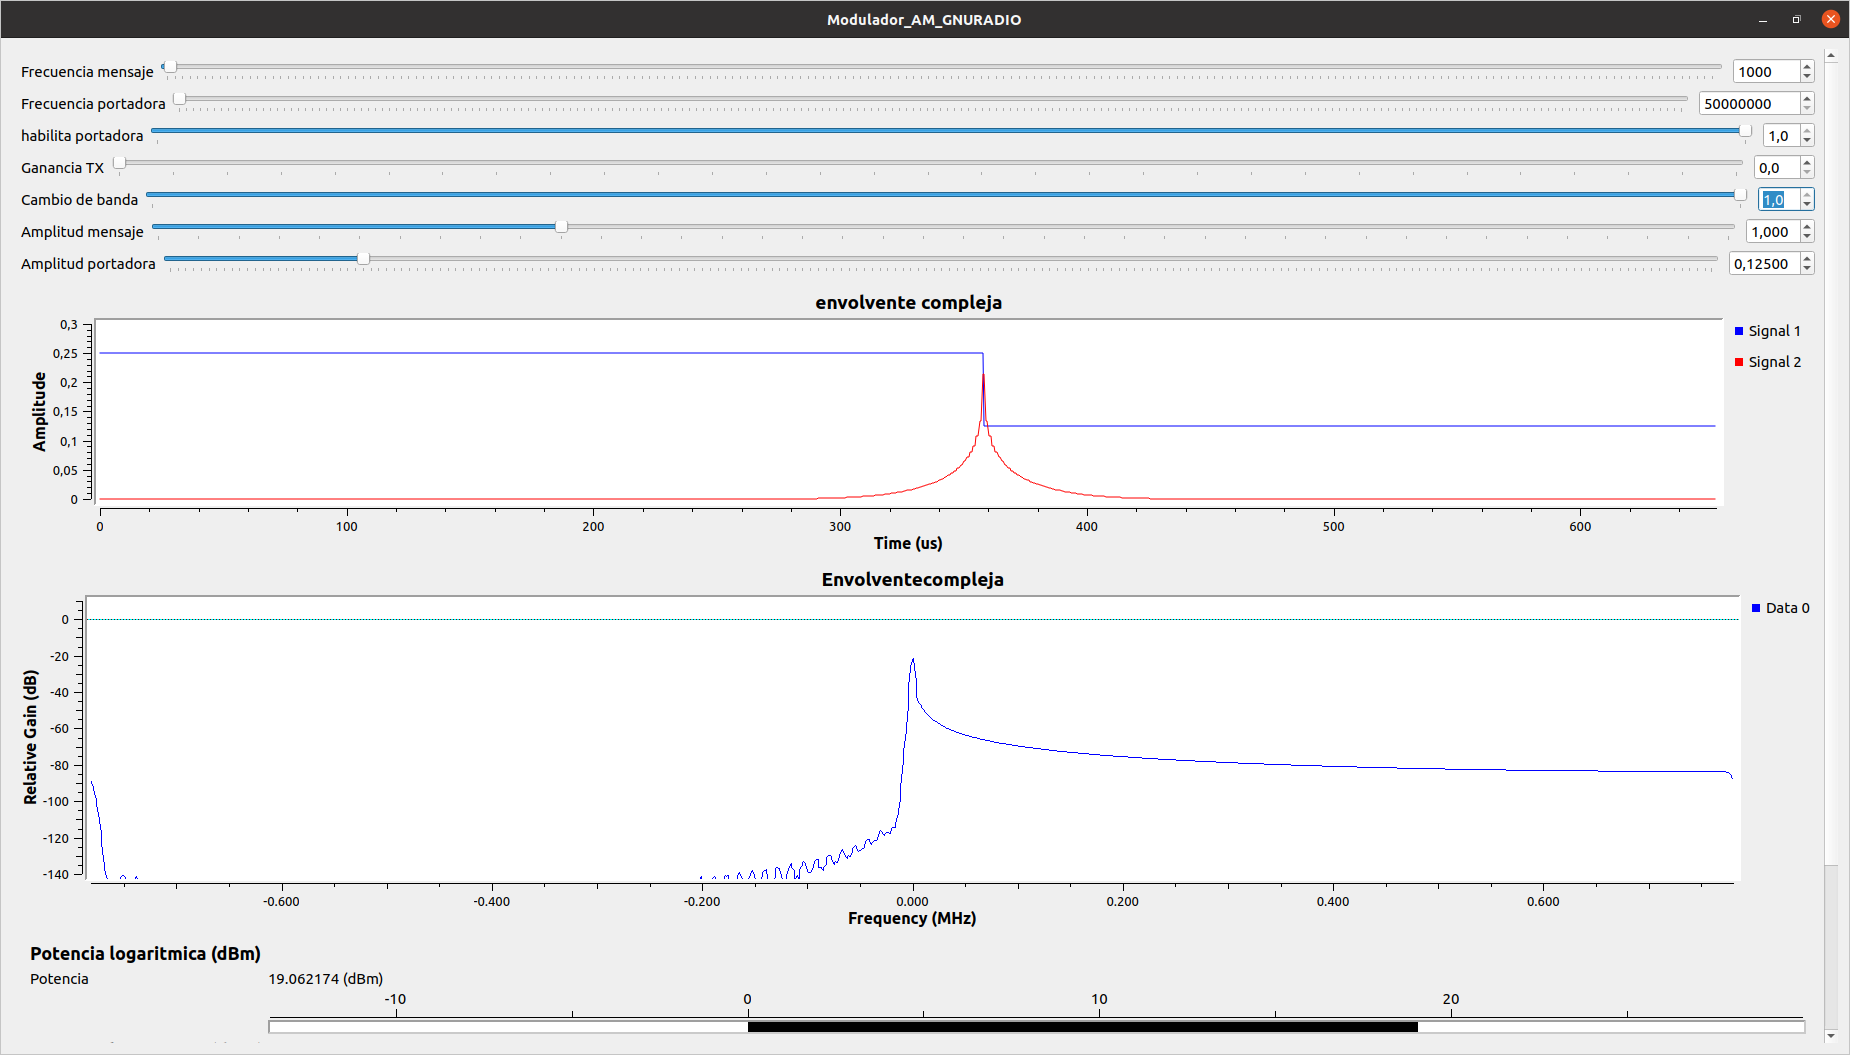 Modulador_AM_GNURADIO
Frecuencia mensaje 1000
Frecuencia portadora 50000000
habilita portadora 1,0
Ganancia TX 0,0
Cambio de banda 1,0
Amplitud mensaje 1,000
Amplitud portadora 0,12500
envolvente compleja
0,3
0,25
0,2
0,15
0,1
0,05
0
Amplitude
Signal 1
Signal 2
0 100 200 300 400 500 600
Time (us)
Envolventecompleja
0
-20
-40
-60
-80
-100
-120
-140
Relative Gain (dB)
Data 0
-0.600 -0.400 -0.200 0.000 0.200 0.400 0.600
Frequency (MHz)
Potencia logaritmica (dBm)
Potencia 19.062174 (dBm)
-10 0 10 20